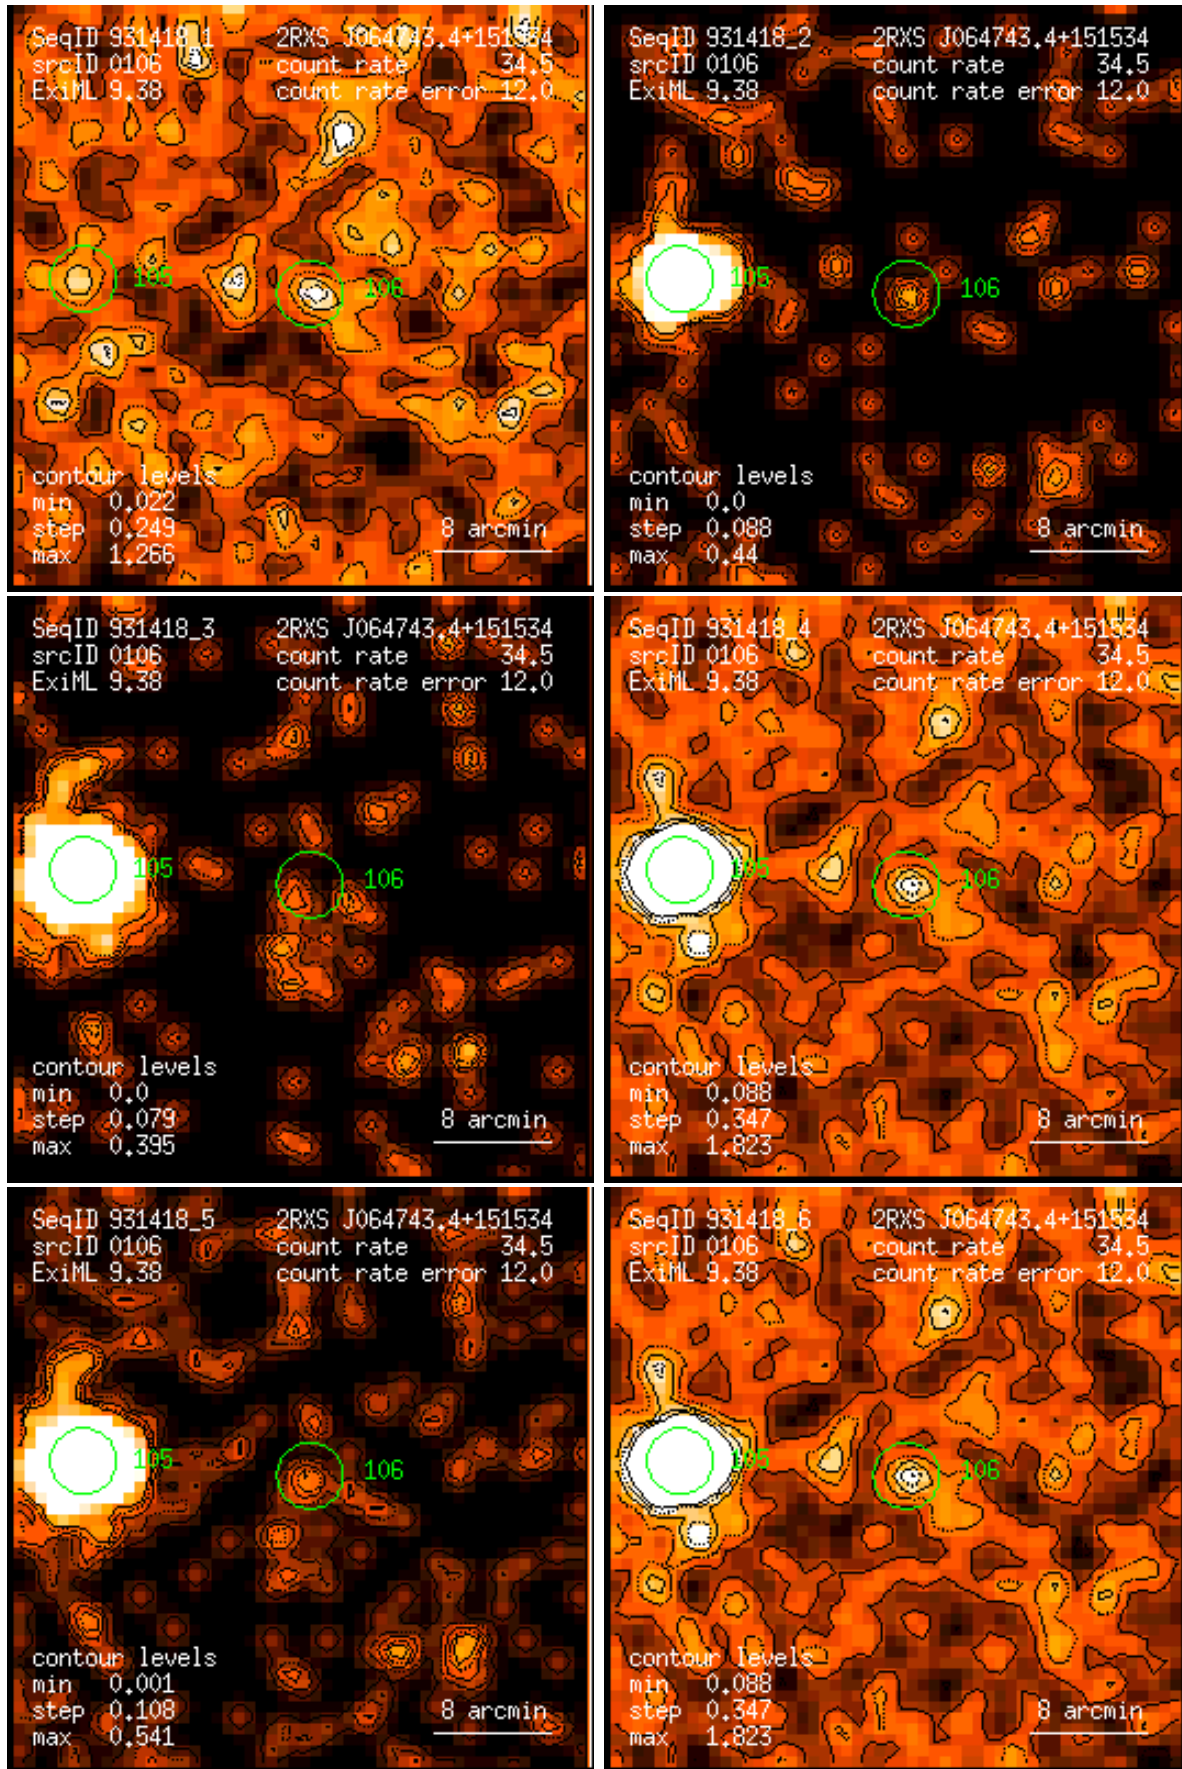 SeqID 931418_1 2RXS J064743.4+151534
srcID 0106 count rate 34.5
ExiML 9.38 count rate error 12.0
105 106
contour levels
min 0.022
step 0.249 8 arcmin
max 1.266
SeqID 931418_2 2RXS J064743.4+151534
srcID 0106 count rate 34.5
ExiML 9.38 count rate error 12.0
105 106
contour levels
min 0.0
step 0.088 8 arcmin
max 0.44
SeqID 931418_3 2RXS J064743.4+151534
srcID 0106 count rate 34.5
ExiML 9.38 count rate error 12.0
105 106
contour levels
min 0.0
step 0.079 8 arcmin
max 0.395
SeqID 931418_4 2RXS J064743.4+151534
srcID 0106 count rate 34.5
ExiML 9.38 count rate error 12.0
105 106
contour levels
min 0.088
step 0.347 8 arcmin
max 1.823
SeqID 931418_5 2RXS J064743.4+151534
srcID 0106 count rate 34.5
ExiML 9.38 count rate error 12.0
105 106
contour levels
min 0.001
step 0.108 8 arcmin
max 0.541
SeqID 931418_6 2RXS J064743.4+151534
srcID 0106 count rate 34.5
ExiML 9.38 count rate error 12.0
105 106
contour levels
min 0.088
step 0.347 8 arcmin
max 1.823